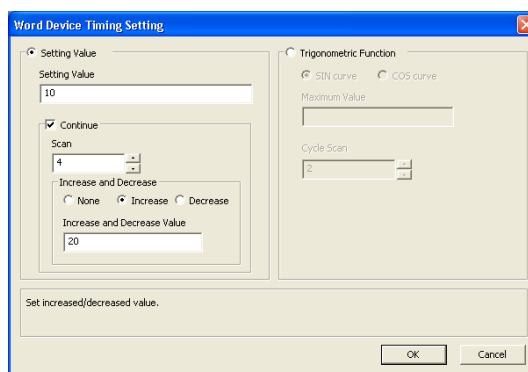 Word Device Timing Setting
Setting Value
Setting Value
10
Continue
Scan
4
Increase and Decrease
None Increase Decrease
Increase and Decrease Value
20
Trigonometric Function
SIN curve COS curve
Maximum Value
Cycle Scan
2
Set increased/decreased value.
OK Cancel